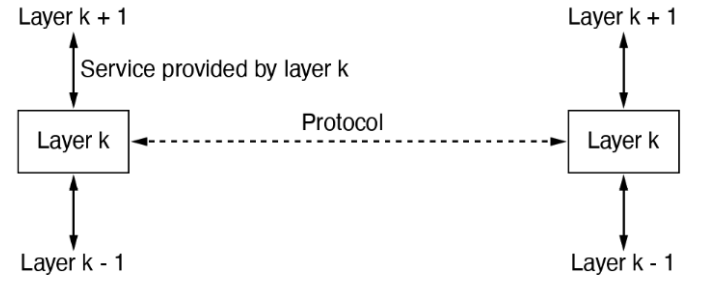 Layer k + 1
Layer k + 1
Service provided by layer k
Protocol
Layer k
Layer k
Layer k - 1
Layer k - 1